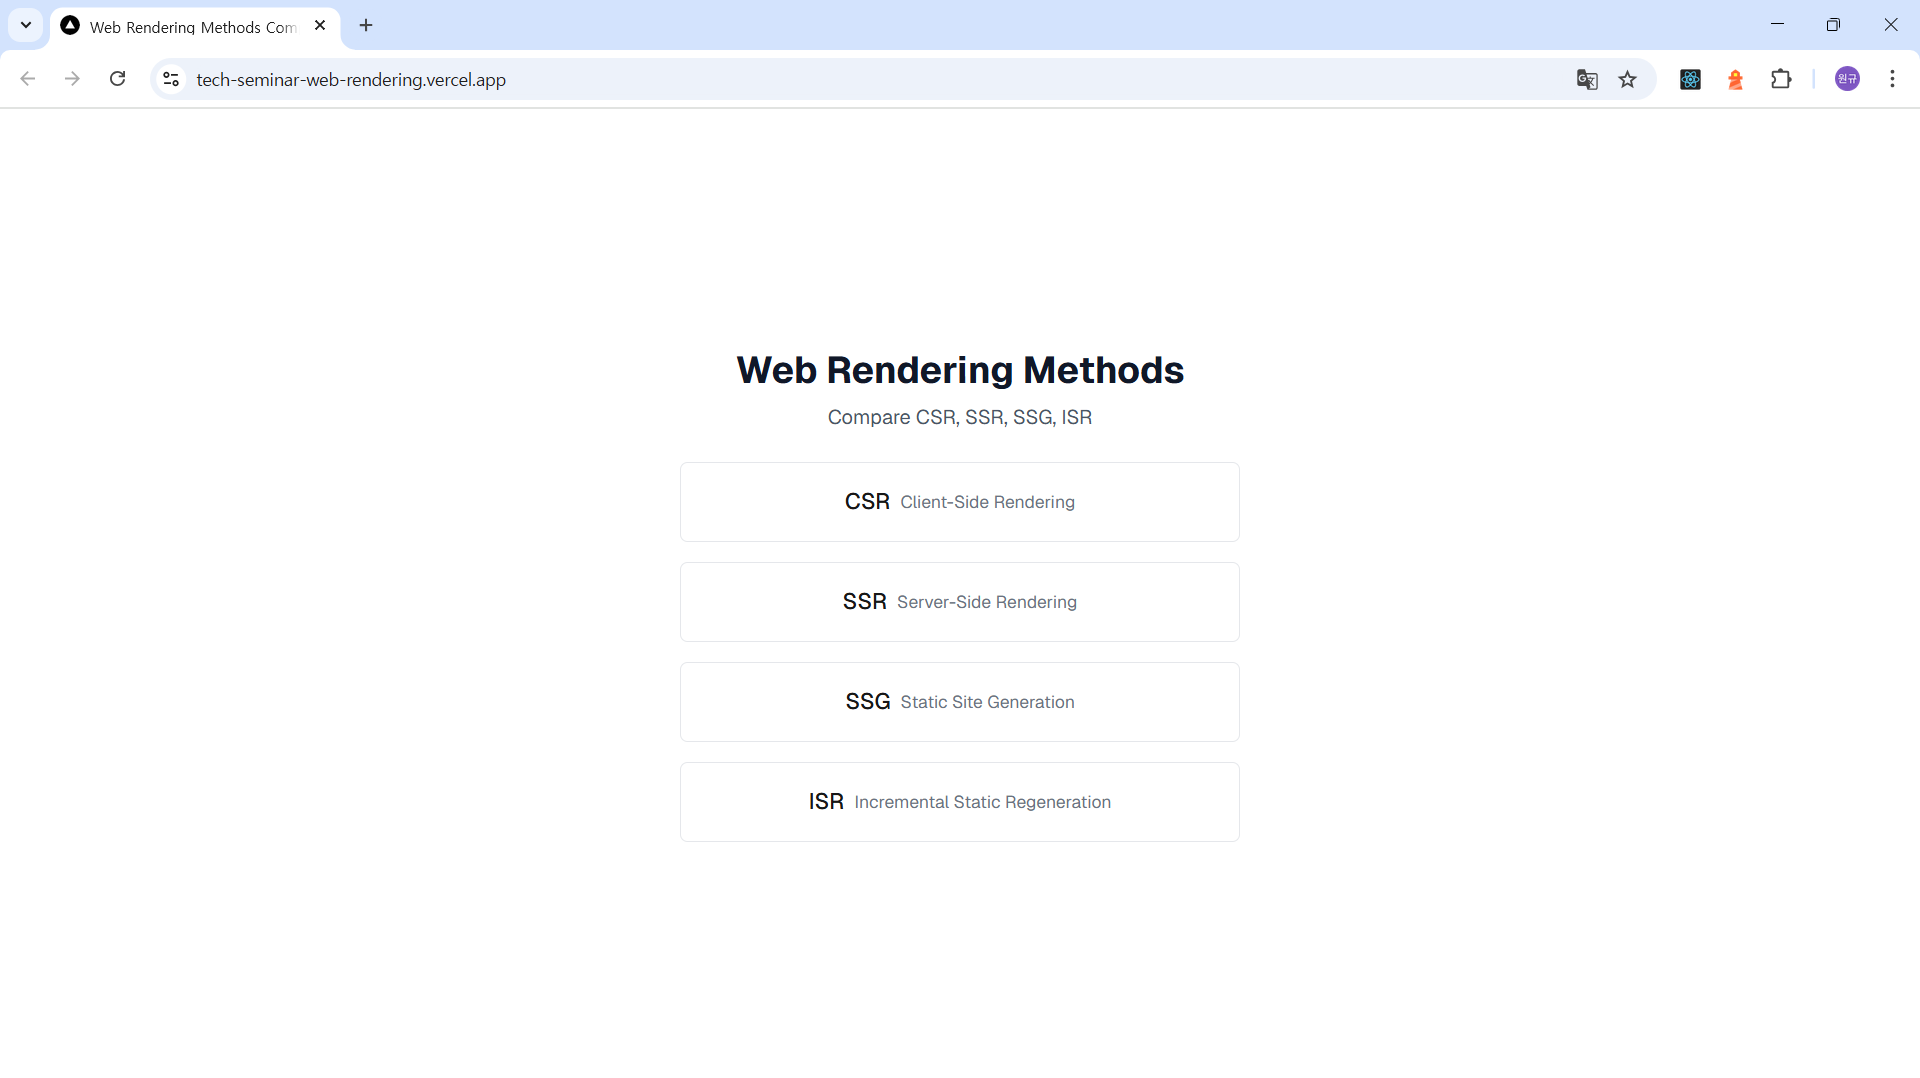 Web Rendering Methods Com
tech-seminar-web-rendering.vercel.app
원규
Web Rendering Methods
Compare CSR, SSR, SSG, ISR
CSR Client-Side Rendering
SSR Server-Side Rendering
SSG Static Site Generation
ISR Incremental Static Regeneration